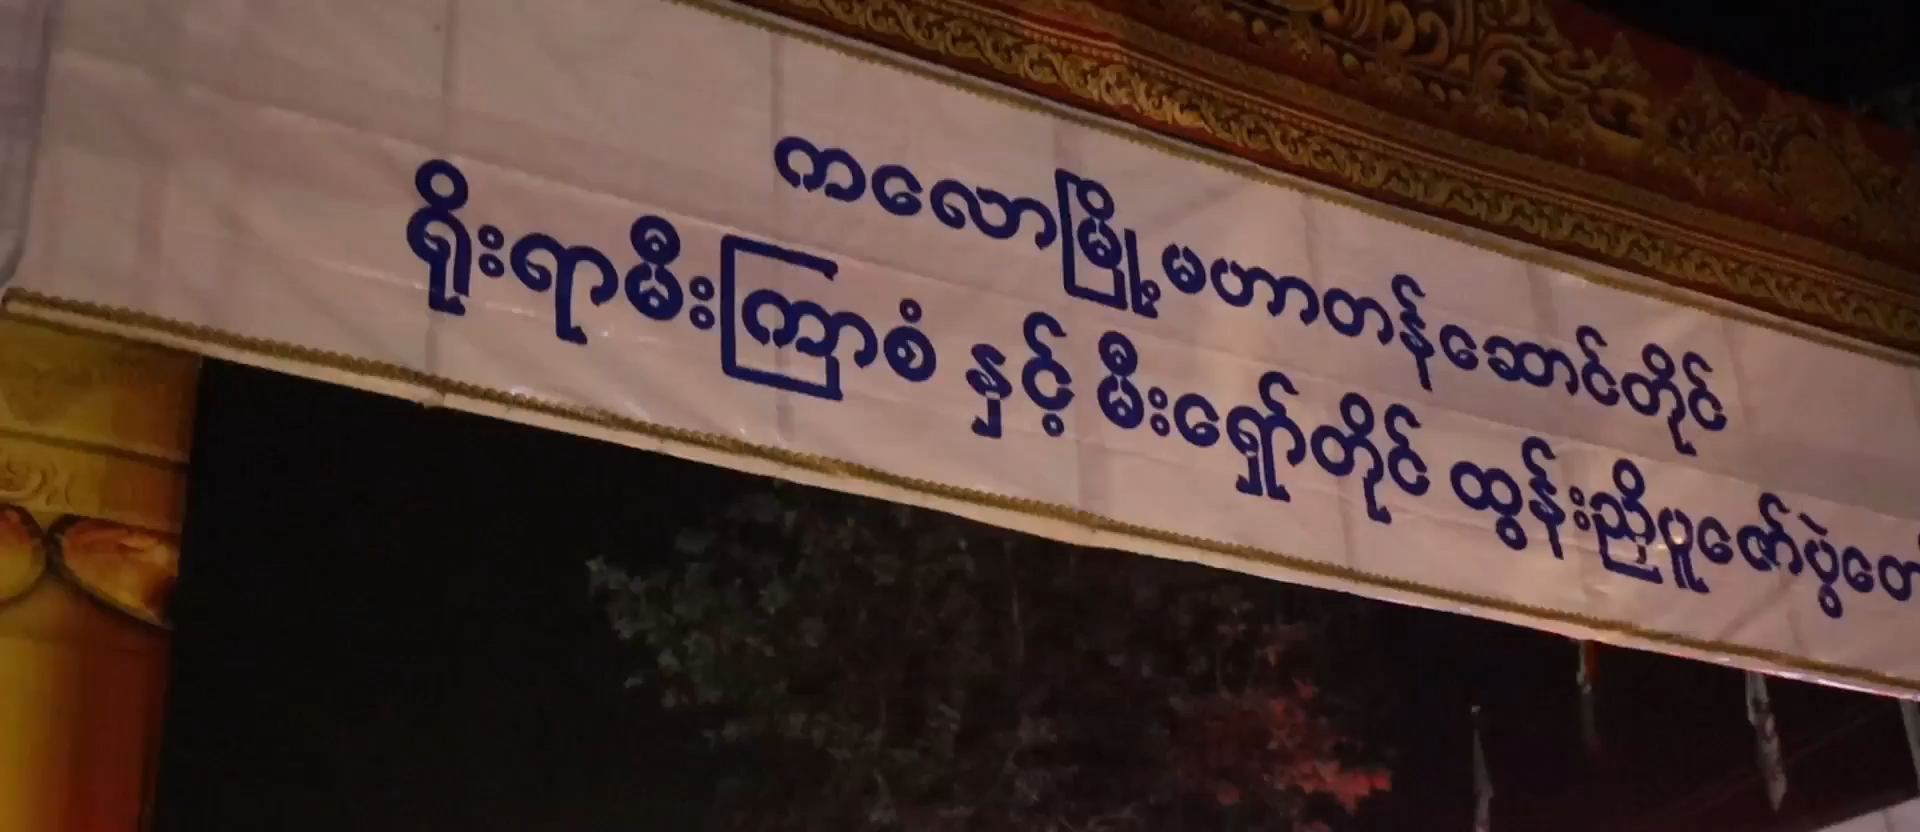 ကလောမြို့မဟာတန်ဆောင်တိုင်
ရိုးရာမီးကြာစံ နှင့် မီးရှော်တိုင် ထွန်းညှိပူဇော်ပွဲတော်